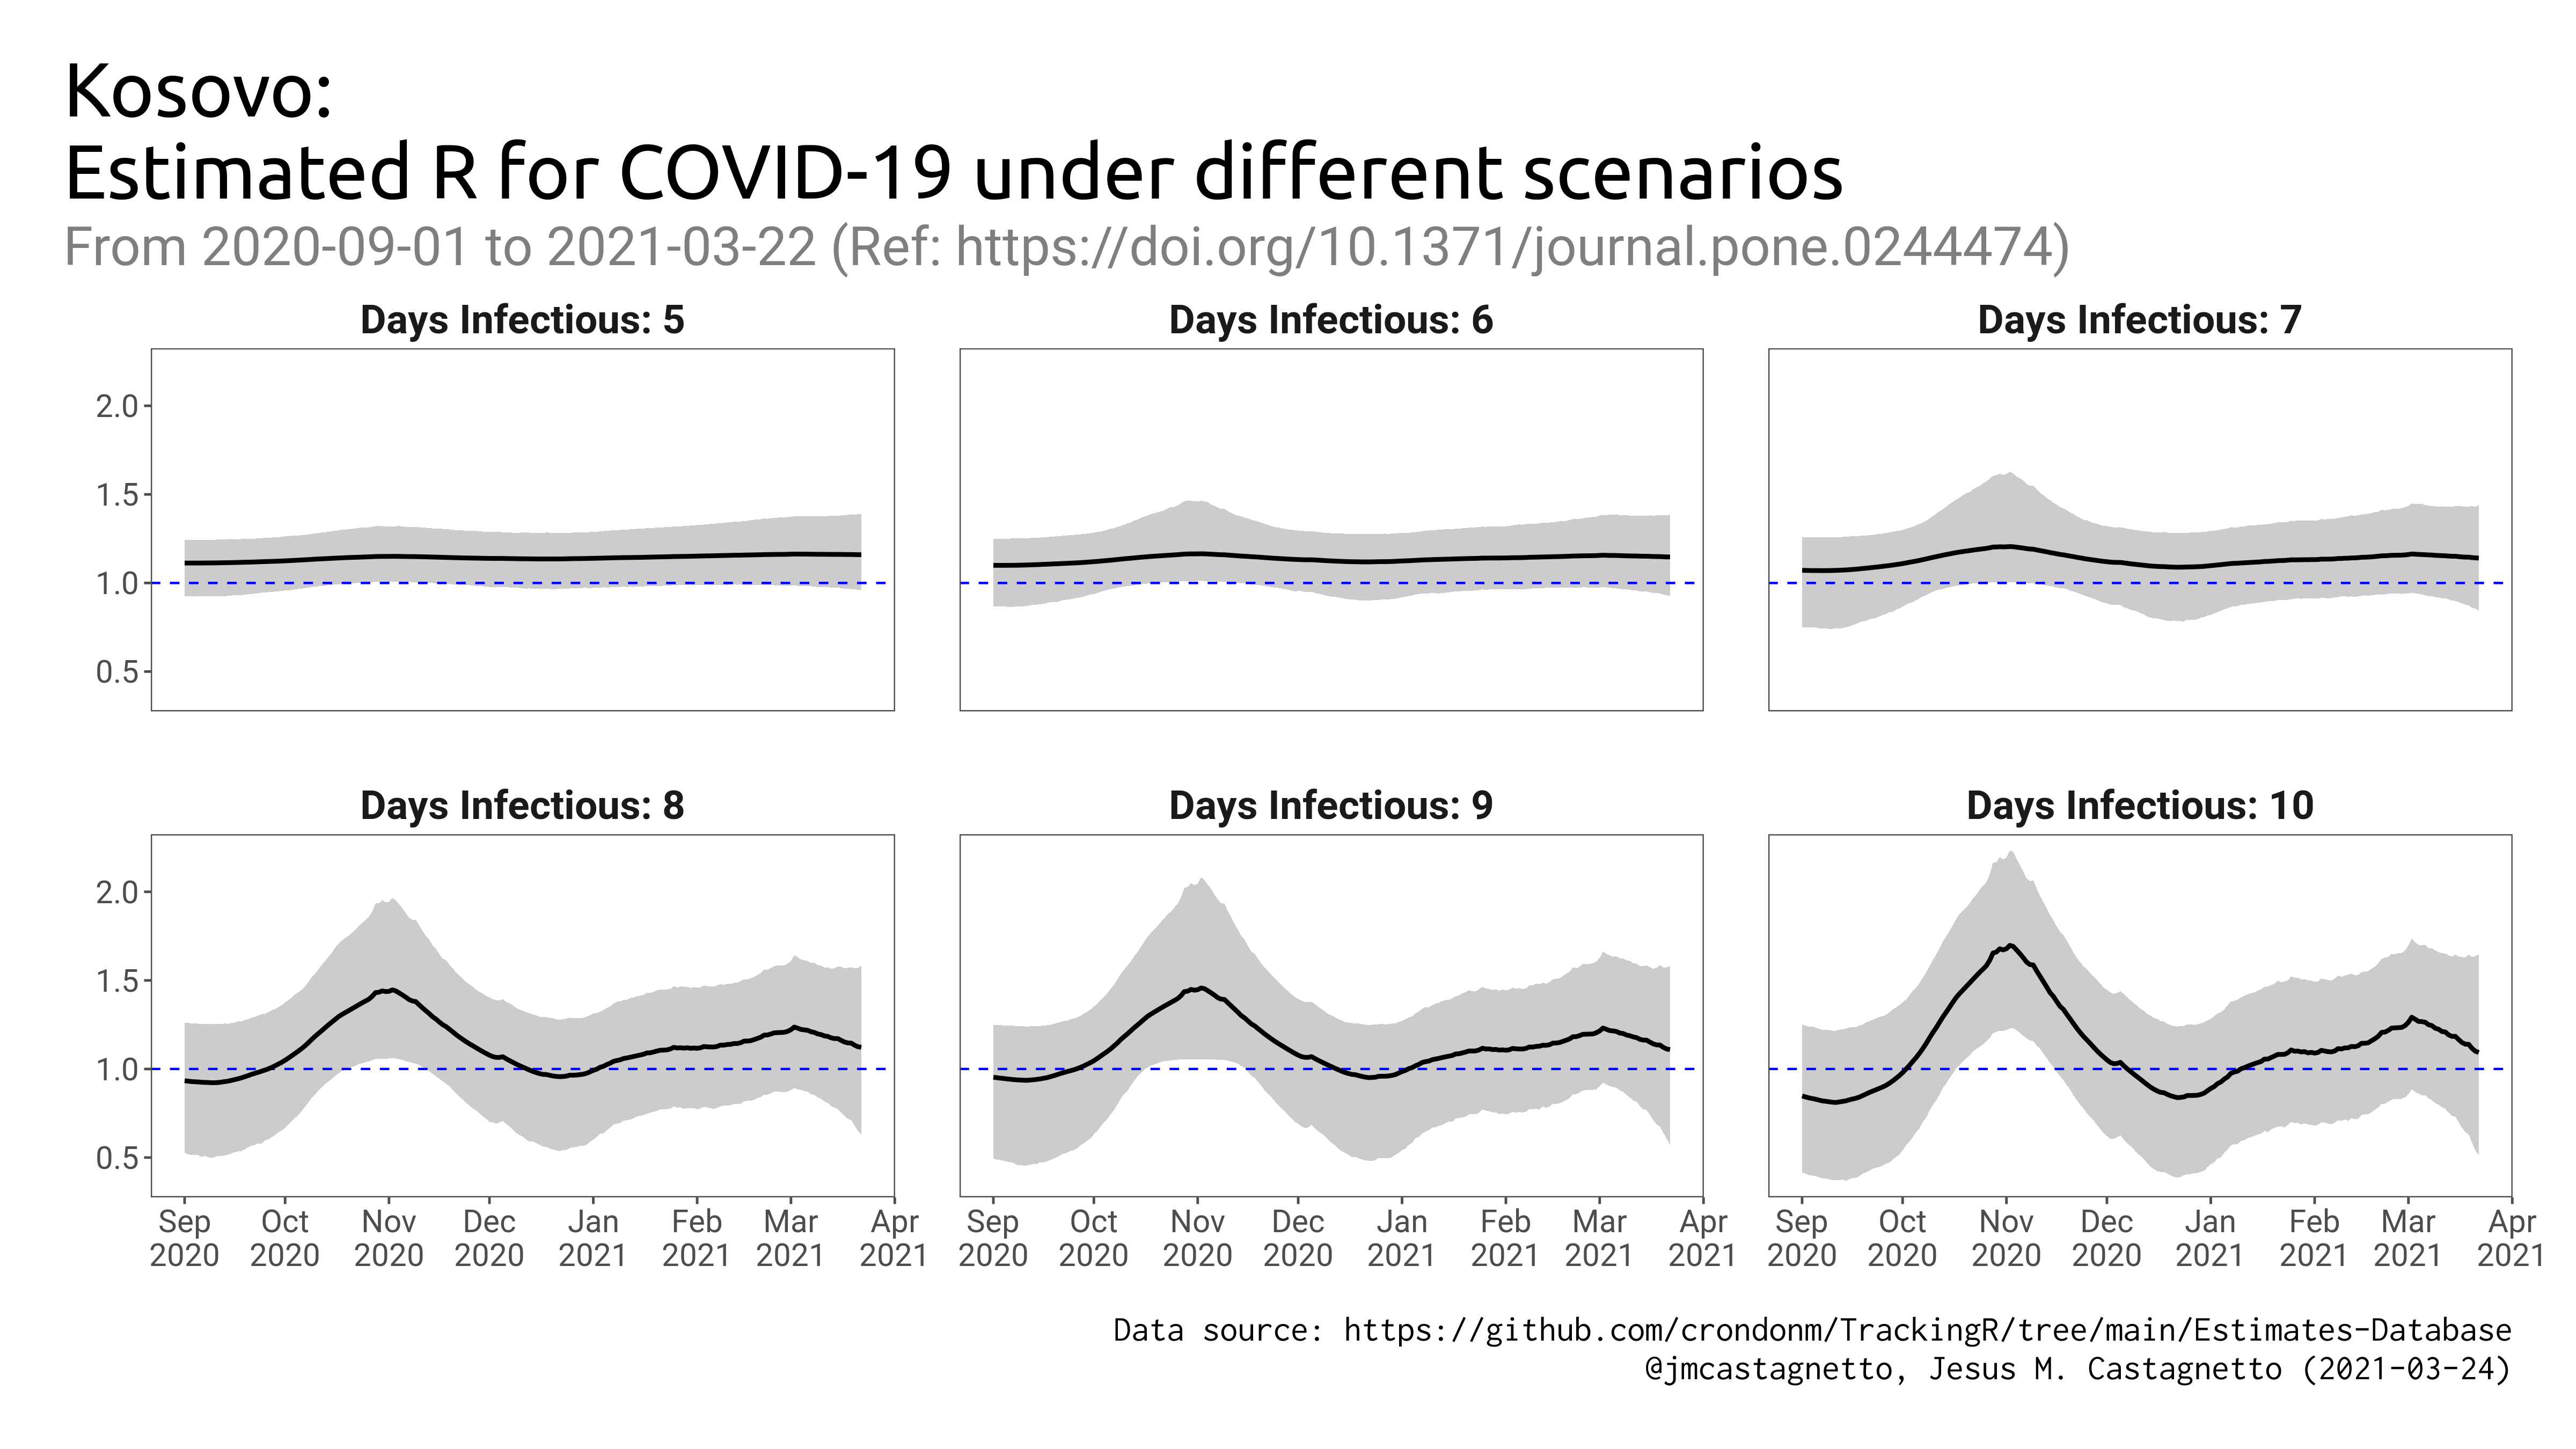 Kosovo:
Estimated R for COVID-19 under different scenarios
From 2020-09-01 to 2021-03-22 (Ref: https://doi.org/10.1371/journal.pone.0244474)
Days Infectious: 5
Days Infectious: 6
Days Infectious: 7
2.0
1.5
1.0
0.5
Days Infectious: 8
Days Infectious: 9
Days Infectious: 10
2.0
1.5
1.0
0.5
Sep Oct Nov Dec Jan Feb Mar Apr
2020 2020 2020 2020 2021 2021 2021 2021
Sep Oct Nov Dec Jan Feb Mar Apr
2020 2020 2020 2020 2021 2021 2021 2021
Sep Oct Nov Dec Jan Feb Mar Apr
2020 2020 2020 2020 2021 2021 2021 2021
Data source: https://github.com/crondonm/TrackingR/tree/main/Estimates-Database
@jmcastagnetto, Jesus M. Castagnetto (2021-03-24)